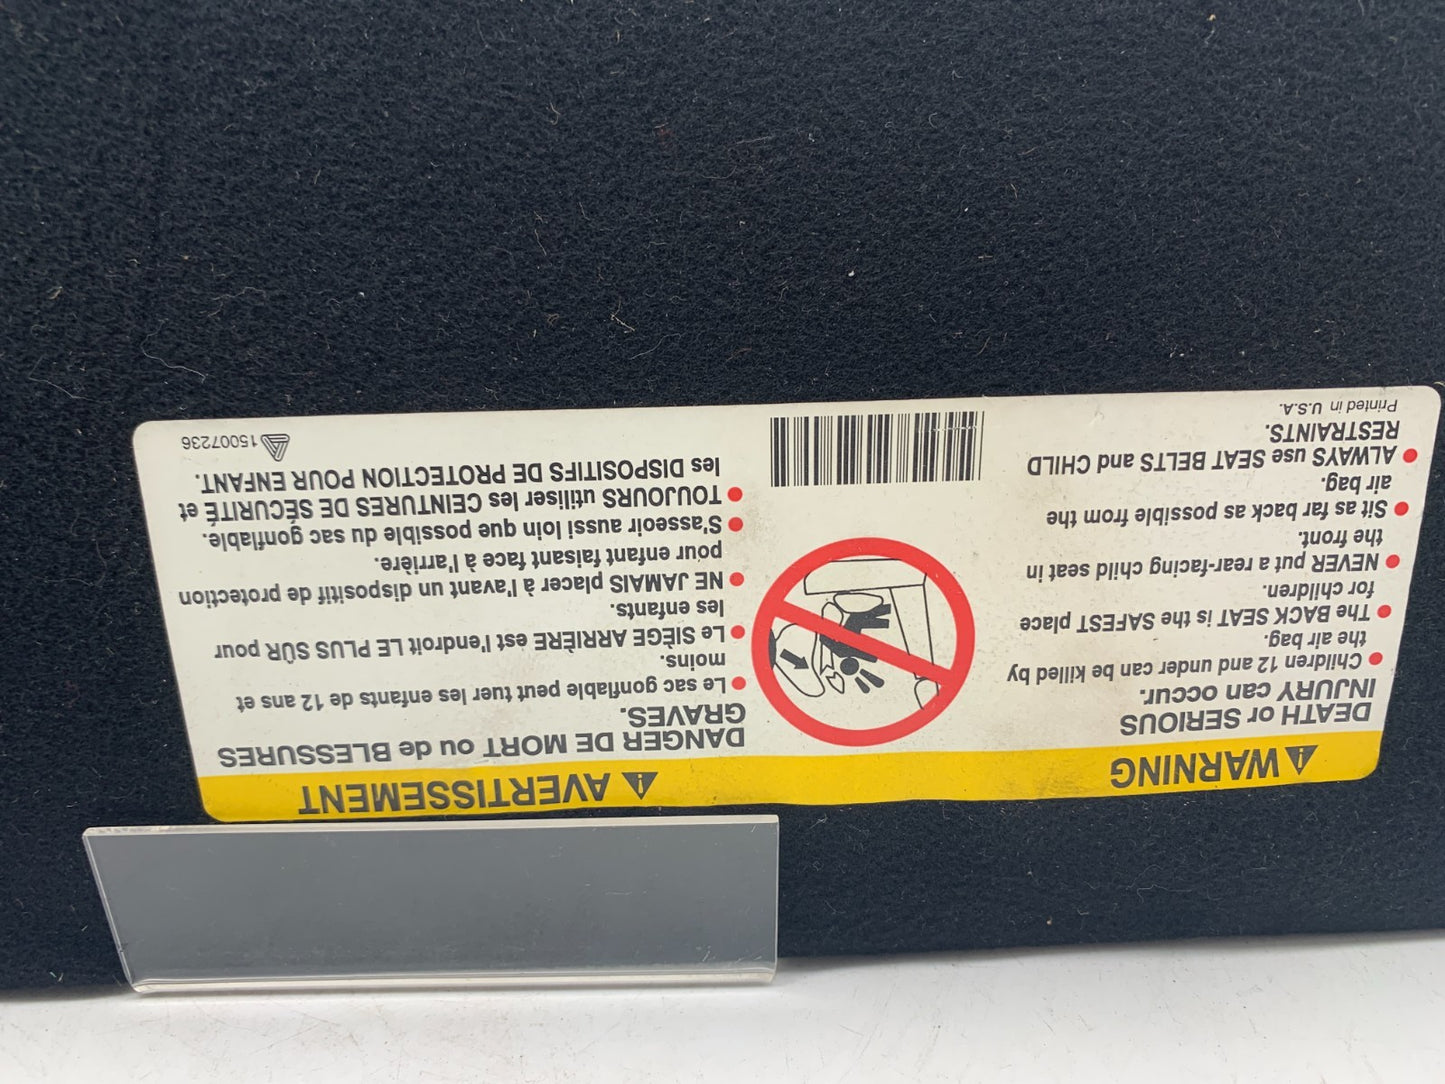 ⚠ WARNING
DEATH or SERIOUS
INJURY can occur.
• Children 12 and under can be killed by
the air bag.
• The BACK SEAT is the SAFEST place
for children.
• NEVER put a rear-facing child seat in
the front.
• Sit as far back as possible from the
air bag.
• ALWAYS use SEAT BELTS and CHILD
RESTRAINTS.
Printed in U.S.A.
⚠ AVERTISSEMENT
DANGER DE MORT ou de BLESSURES
GRAVES.
• Le sac gonflable peut tuer les enfants de 12 ans et
moins.
• Le SIÈGE ARRIÈRE est l'endroit LE PLUS SÛR pour
les enfants.
• NE JAMAIS placer à l'avant un dispositif de protection
pour enfant faisant face à l'arrière.
• S'asseoir aussi loin que possible du sac gonflable.
• TOUJOURS utiliser les CEINTURES DE SÉCURITÉ et
les DISPOSITIFS DE PROTECTION POUR ENFANT.
15007236